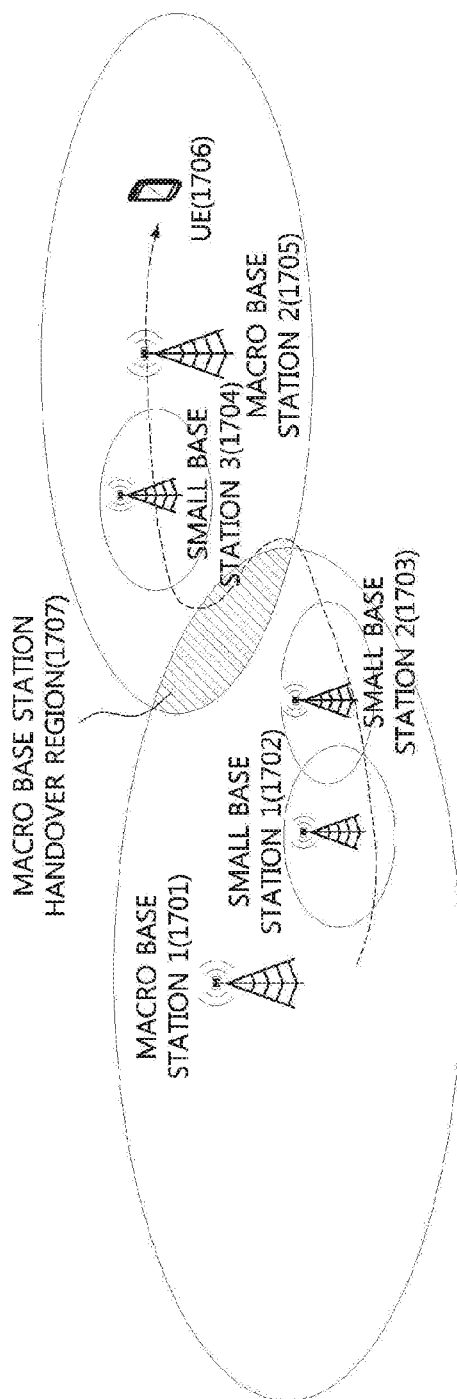 MACRO BASE STATION
HANDOVER REGION(1707)
MACRO BASE
STATION 1(1701)
SMALL BASE
STATION 1(1702)
SMALL BASE
STATION 2(1703)
SMALL BASE
STATION 3(1704)
MACRO BASE
STATION 2(1705)
UE(1706)